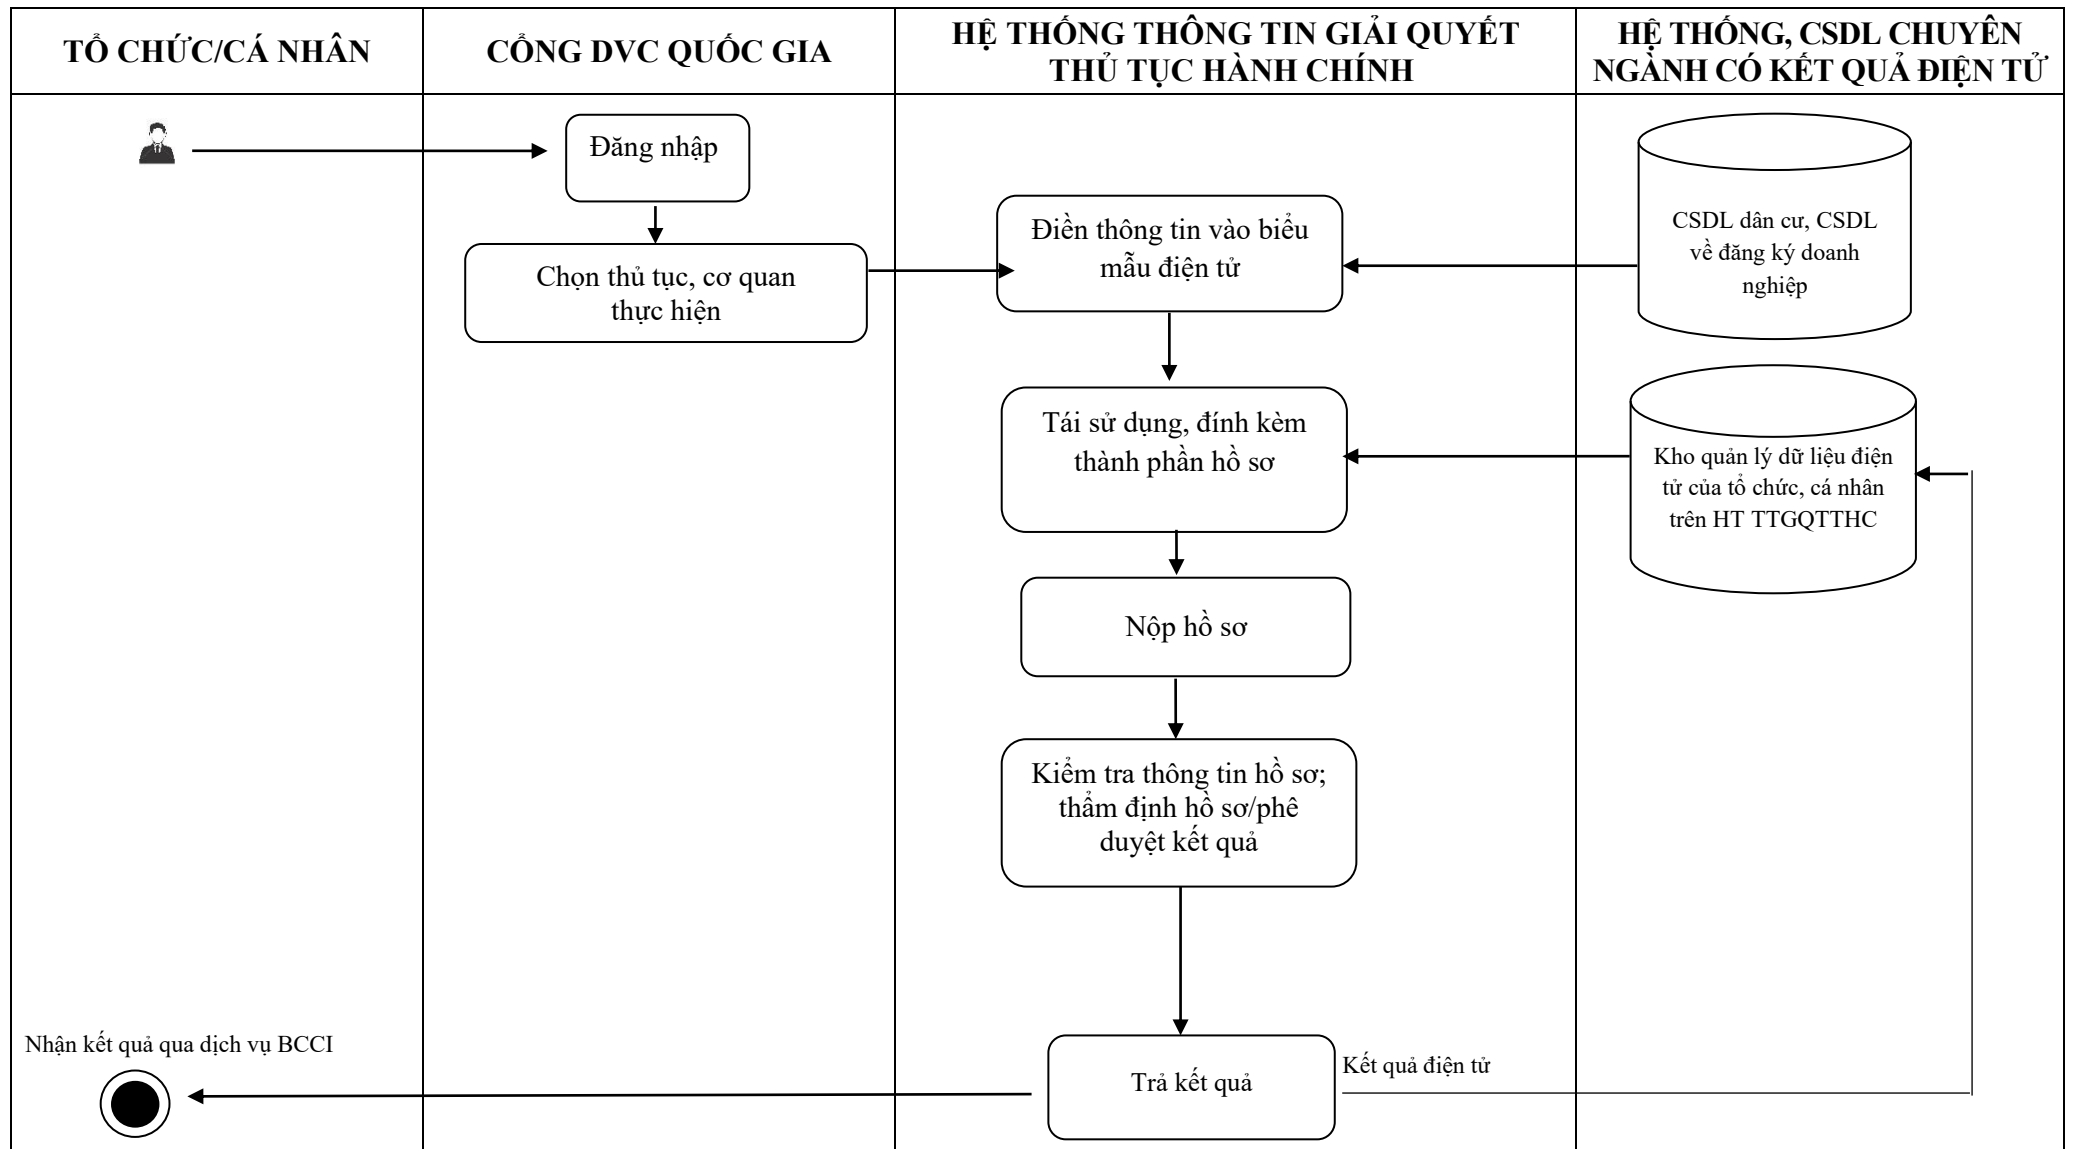 TỔ CHỨC/CÁ NHÂN
CỔNG DVC QUỐC GIA
HỆ THỐNG THÔNG TIN GIẢI QUYẾT
THỦ TỤC HÀNH CHÍNH
HỆ THỐNG, CSDL CHUYÊN
NGÀNH CÓ KẾT QUẢ ĐIỆN TỬ
Đăng nhập
Chọn thủ tục, cơ quan
thực hiện
Điền thông tin vào biểu
mẫu điện tử
CSDL dân cư, CSDL
về đăng ký doanh
nghiệp
Tái sử dụng, đính kèm
thành phần hồ sơ
Kho quản lý dữ liệu điện
tử của tổ chức, cá nhân
trên HT TTGQTTHC
Nộp hồ sơ
Kiểm tra thông tin hồ sơ;
thẩm định hồ sơ/phê
duyệt kết quả
Nhận kết quả qua dịch vụ BCCI
Trả kết quả
Kết quả điện tử